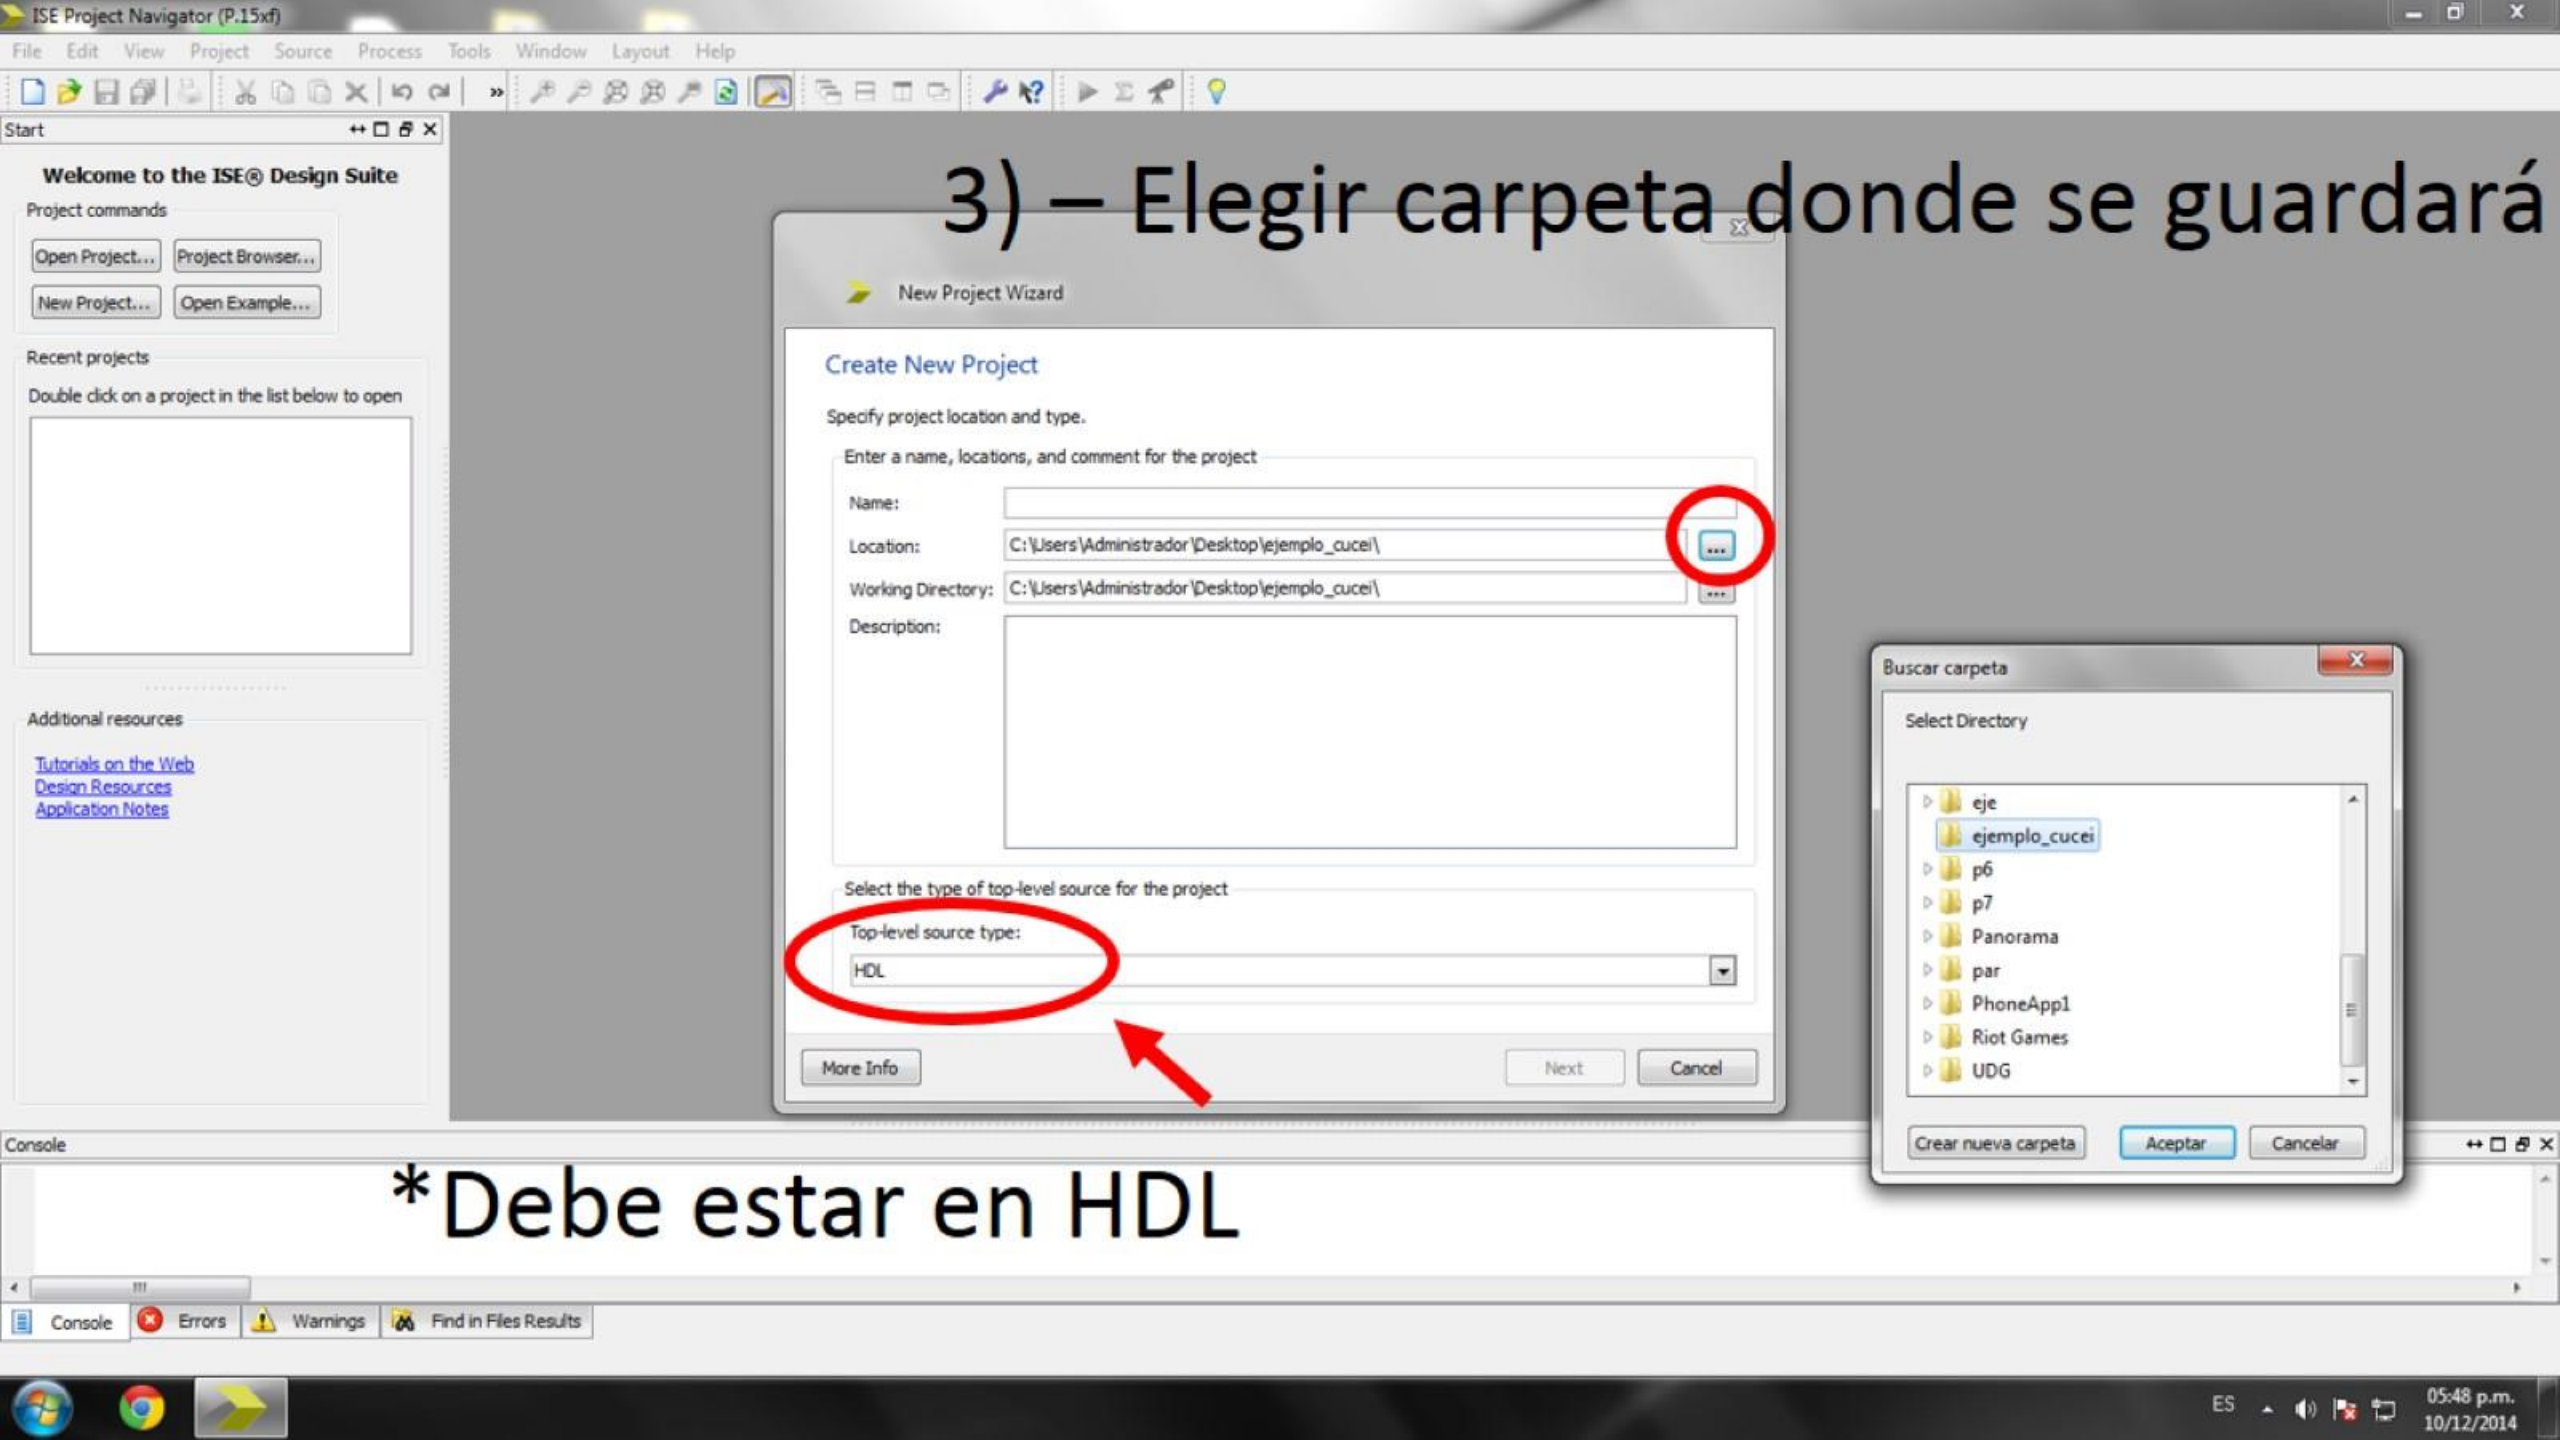 ISE Project Navigator (P.15xf)
File Edit View Project Source Process Tools Window Layout Help
Start
Welcome to the ISE® Design Suite
Project commands
Open Project... Project Browser...
New Project... Open Example...
Recent projects
Double click on a project in the list below to open
Additional resources
Tutorials on the Web
Design Resources
Application Notes
3) – Elegir carpeta donde se guardará
New Project Wizard
Create New Project
Specify project location and type.
Enter a name, locations, and comment for the project
Name:
Location: C:\Users\Administrador\Desktop\ejemplo_cucei\
...
Working Directory: C:\Users\Administrador\Desktop\ejemplo_cucei\
...
Description:
Select the type of top-level source for the project
Top-level source type:
HDL
More Info Next Cancel
Buscar carpeta
Select Directory
eje
ejemplo_cucei
p6
p7
Panorama
par
PhoneApp1
Riot Games
UDG
Crear nueva carpeta Aceptar Cancelar
Console
*Debe estar en HDL
Console Errors Warnings Find in Files Results
ES 05:48 p.m.
10/12/2014